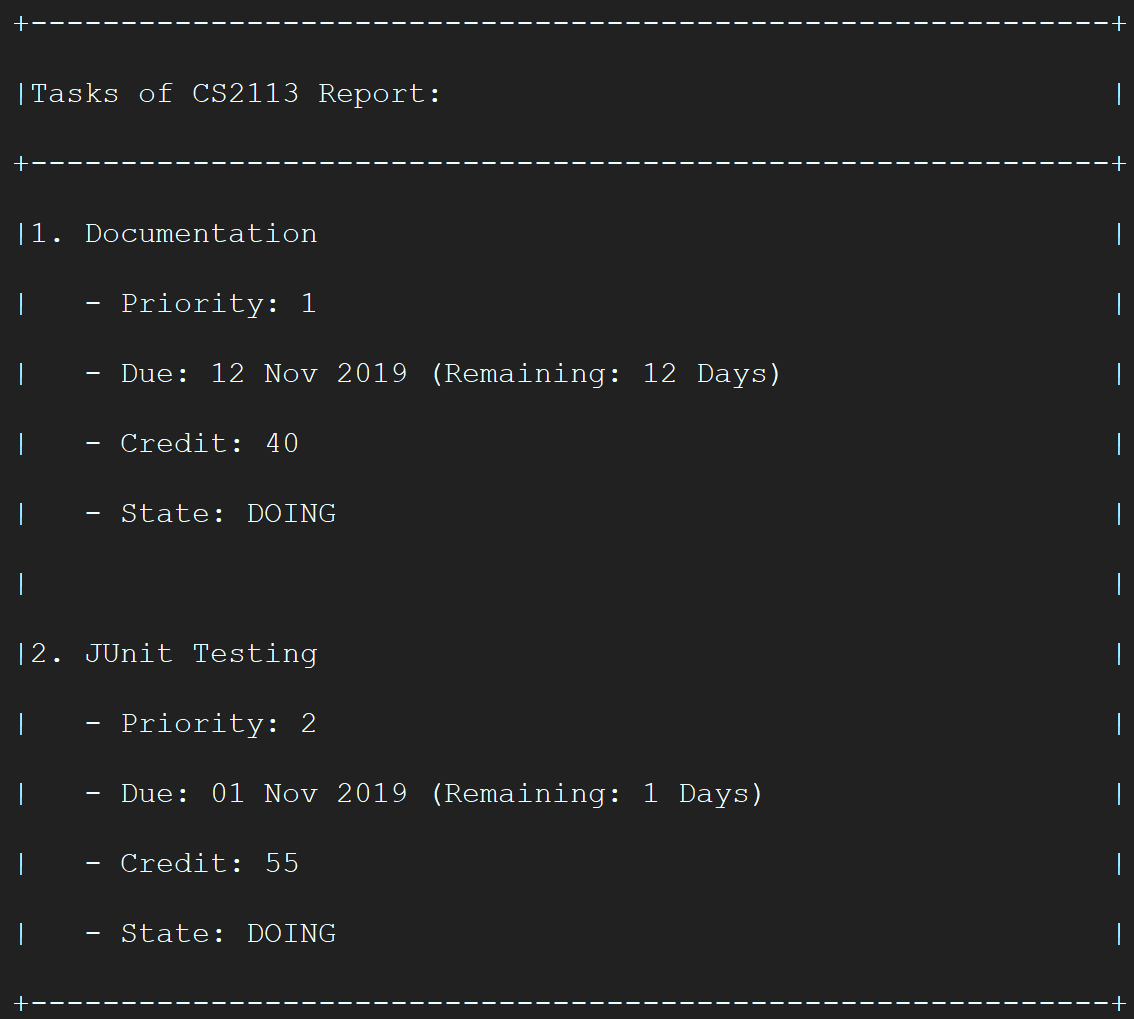 +------------------------------------------------------------+
|Tasks of CS2113 Report:                                     |
+------------------------------------------------------------+
|1. Documentation                                            |
|   - Priority: 1                                            |
|   - Due: 12 Nov 2019 (Remaining: 12 Days)                  |
|   - Credit: 40                                             |
|   - State: DOING                                           |
|                                                            |
|2. JUnit Testing                                            |
|   - Priority: 2                                            |
|   - Due: 01 Nov 2019 (Remaining: 1 Days)                   |
|   - Credit: 55                                             |
|   - State: DOING                                           |
+------------------------------------------------------------+